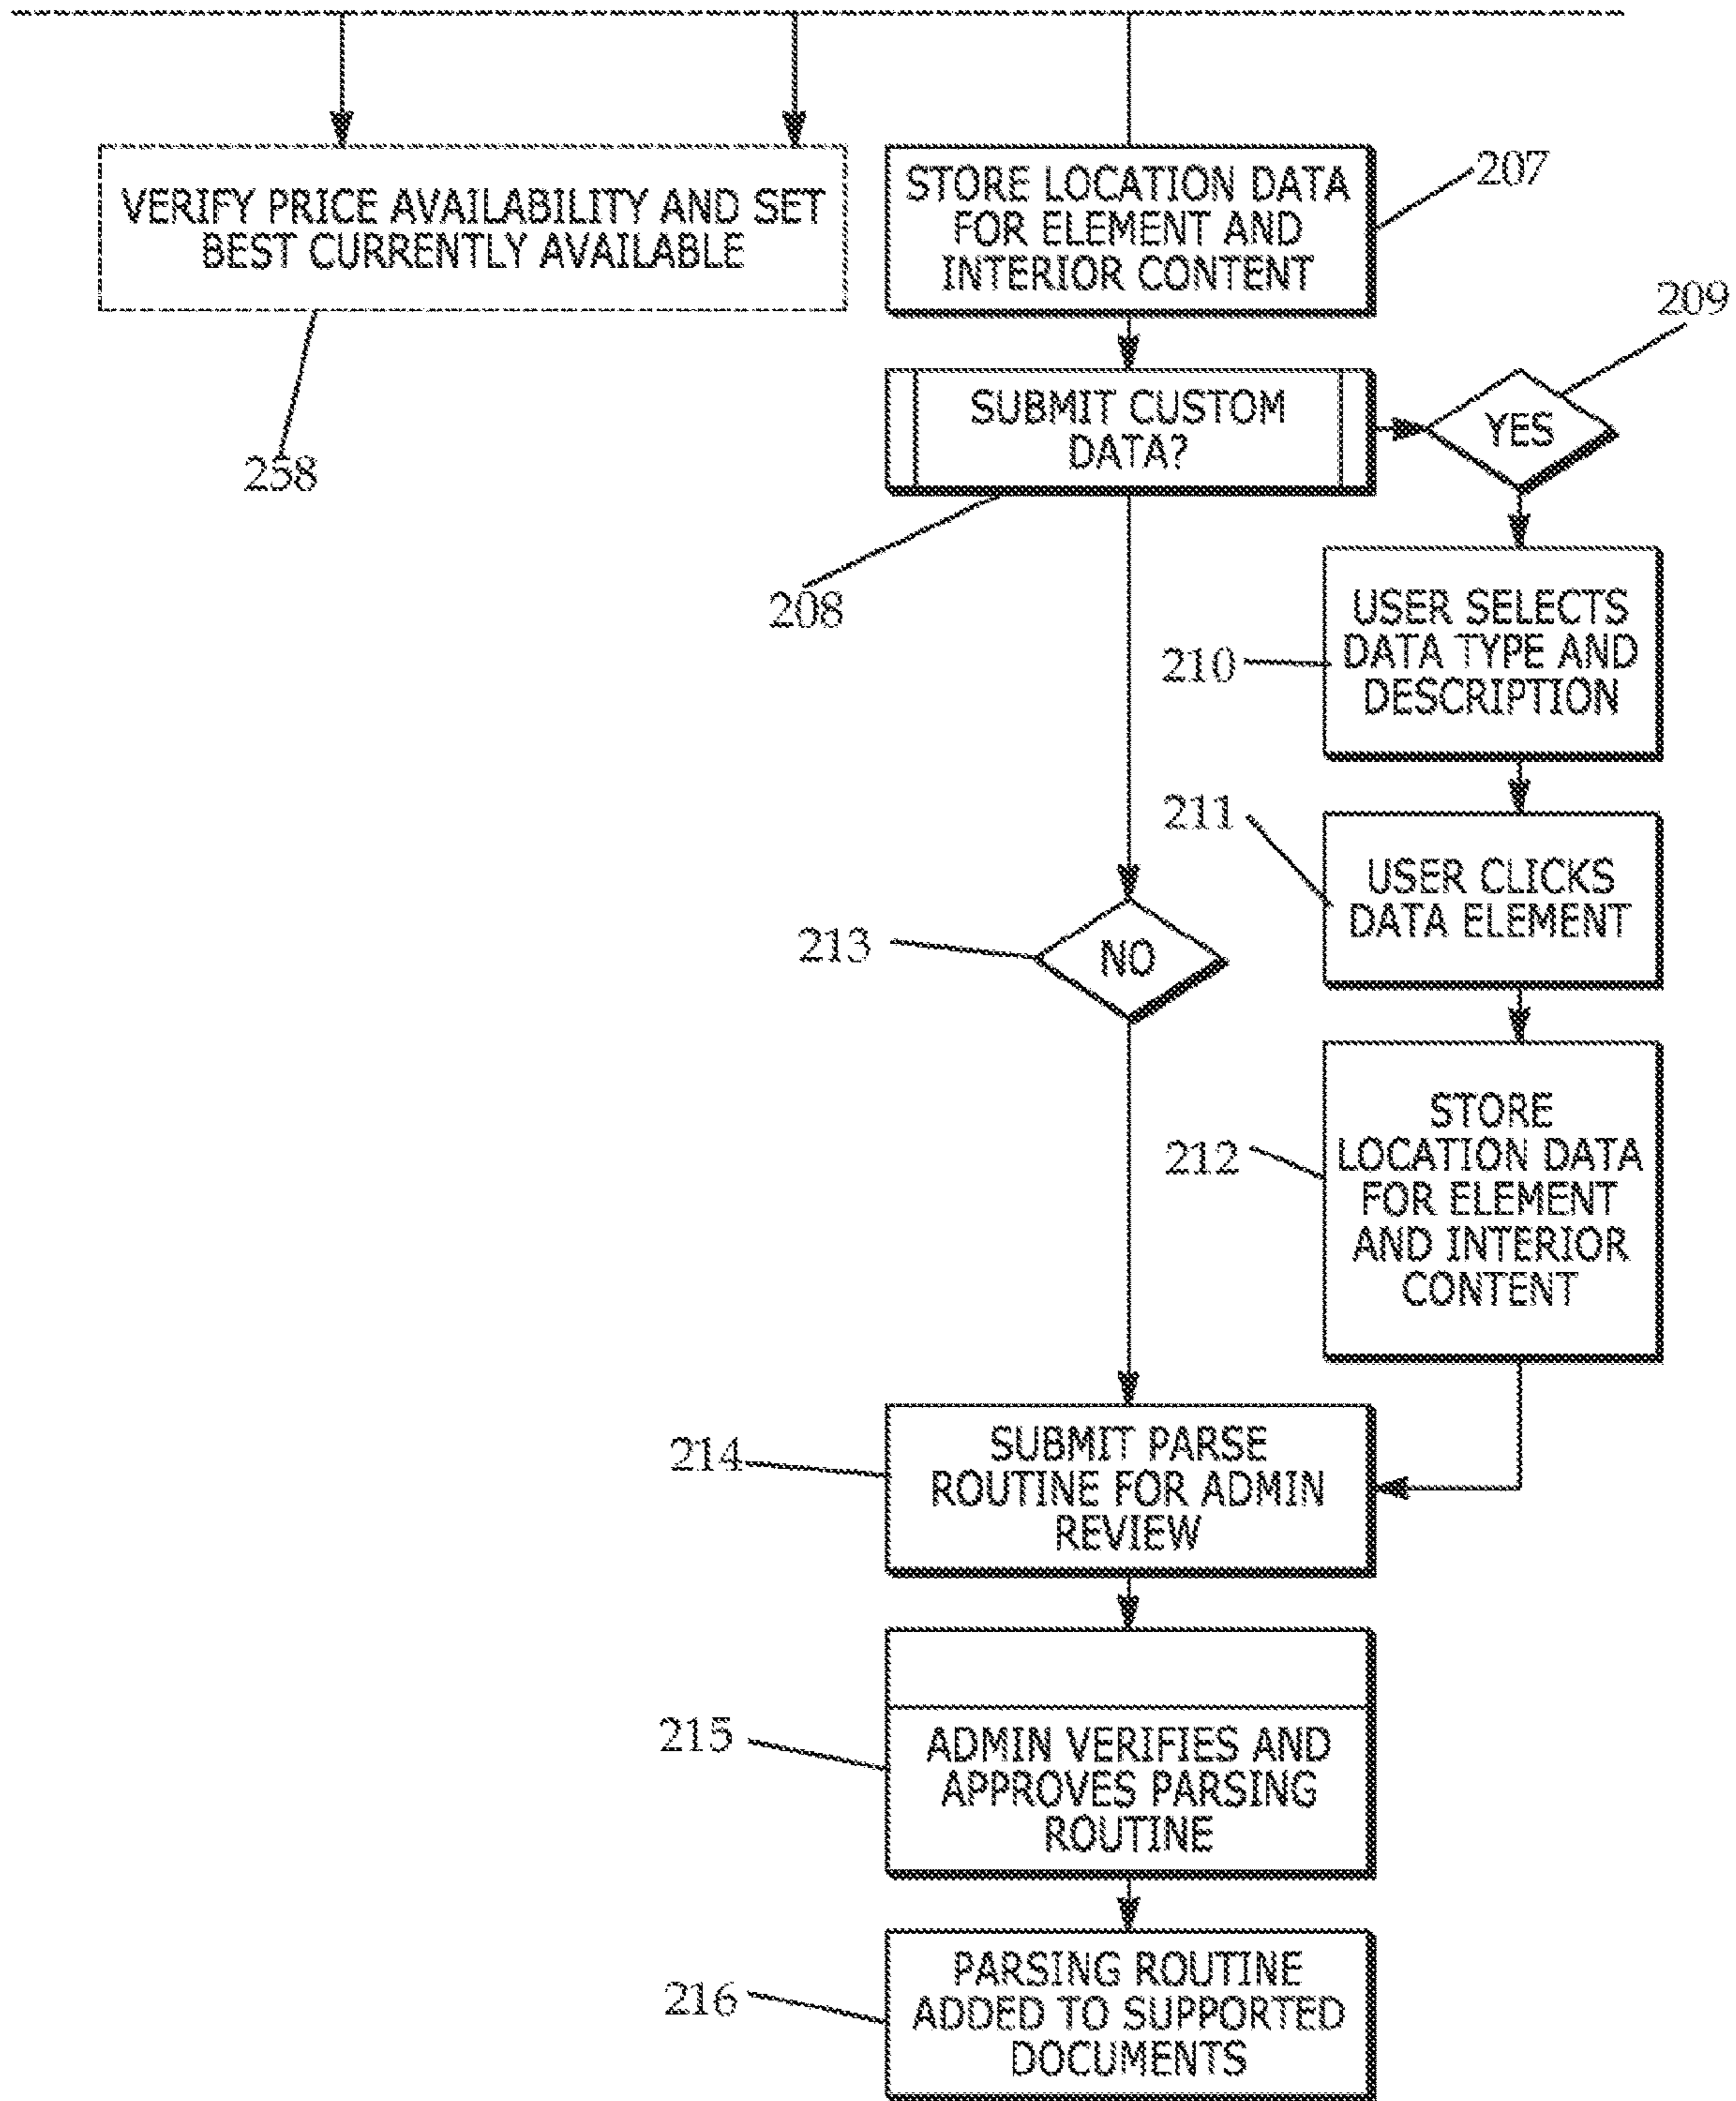 VERIFY PRICE AVAILABILITY AND SET
BEST CURRENTLY AVAILABLE
258
STORE LOCATION DATA
FOR ELEMENT AND
INTERIOR CONTENT
207
209
SUBMIT CUSTOM
DATA?
YES
208
USER SELECTS
DATA TYPE AND
DESCRIPTION
210
211
USER CLICKS
DATA ELEMENT
213
NO
STORE
LOCATION DATA
FOR ELEMENT
AND INTERIOR
CONTENT
212
214
SUBMIT PARSE
ROUTINE FOR ADMIN
REVIEW
215
ADMIN VERIFIES AND
APPROVES PARSING
ROUTINE
216
PARSING ROUTINE
ADDED TO SUPPORTED
DOCUMENTS